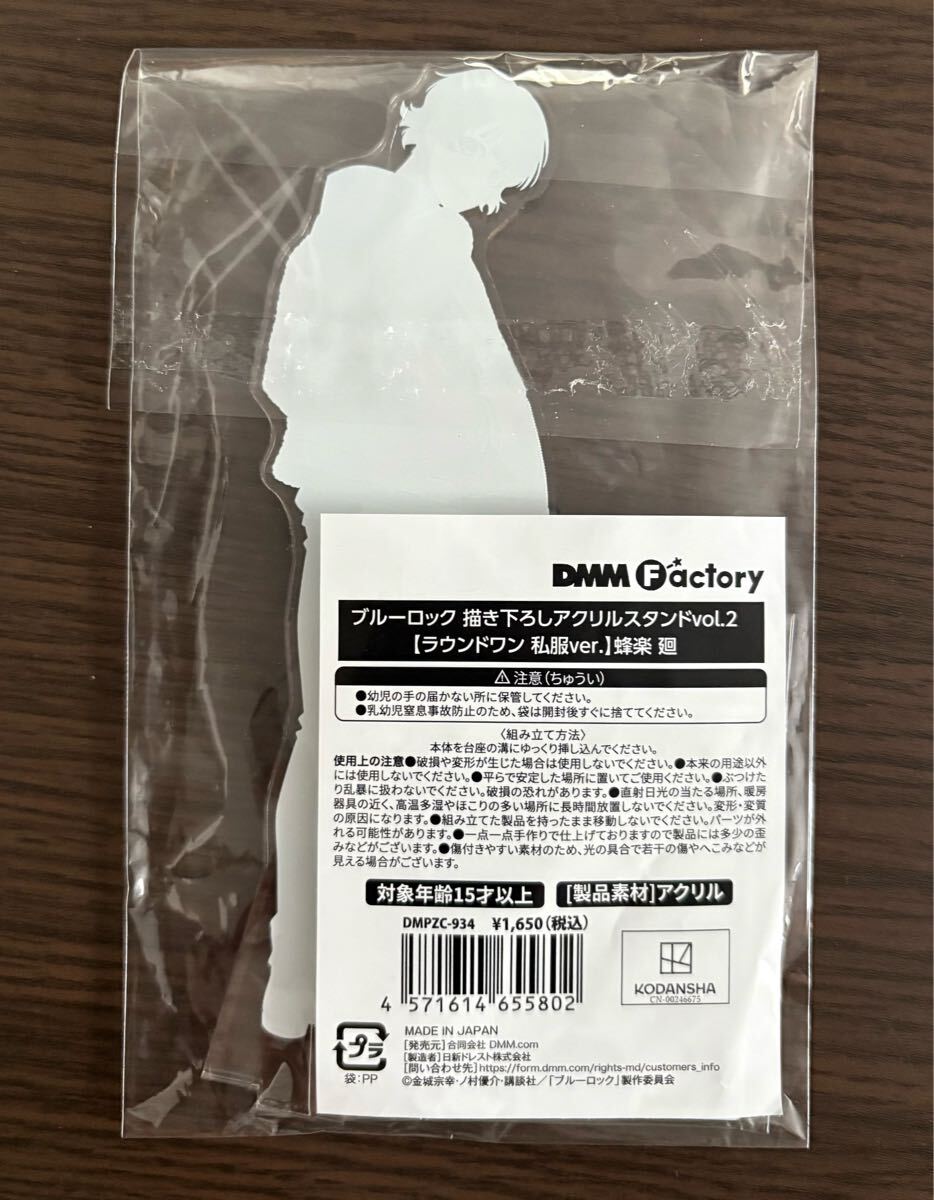 DMM Factory
ブルーロック 描き下ろしアクリルスタンドvol.2
【ラウンドワン 私服ver.】蜂楽 廻
⚠注意(ちゅうい)
●幼児の手の届かない所に保管してください。
●乳幼児窒息事故防止のため、袋は開封後すぐに捨ててください。
〈組み立て方法〉
本体を台座の溝にゆっくり挿し込んでください。
使用上の注意●破損や変形が生じた場合は使用しないでください。●本来の用途以外
には使用しないでください。●平らで安定した場所に置いてご使用ください。●ぶつけた
り乱暴に扱わないでください。破損の恐れがあります。●直射日光の当たる場所、暖房
器具の近く、高温多湿やほこりの多い場所に長時間放置しないでください。変形・変質
の原因になります。●組み立てた製品を持ったまま移動しないでください。パーツが外
れる可能性があります。●一点一点手作りで仕上げておりますので製品には多少の歪
みなどがございます。●傷付きやすい素材のため、光の具合で若干の傷やへこみなどが
見える場合がございます。
対象年齢15才以上 [製品素材]アクリル
DMPZC-934 ¥1,650(税込)
4 571614 655802
KODANSHA
CN-00246675
プラ
袋:PP
MADE IN JAPAN
[発売元]合同会社 DMM.com
[製造者]日新ドレスト株式会社
[問い合わせ先]https://form.dmm.com/rights-md/customers_info
©金城宗幸・ノ村優介・講談社/「ブルーロック」製作委員会